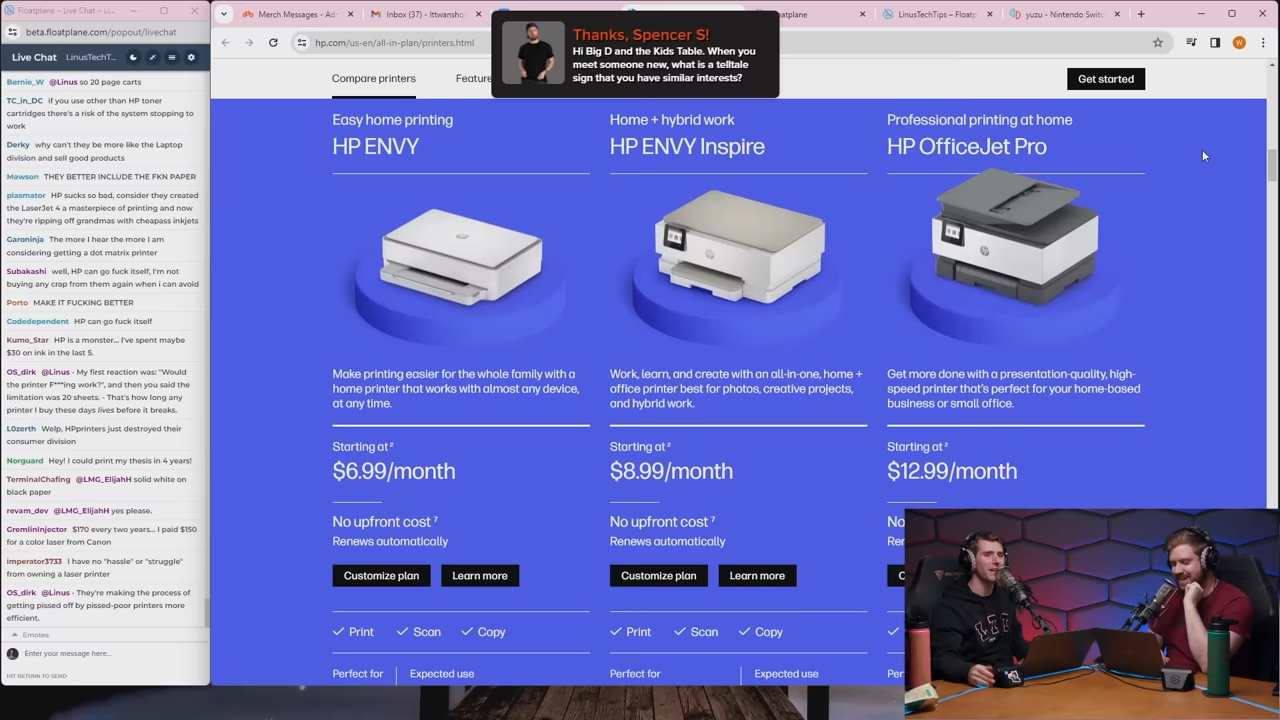 Floatplane - Live Chat – Li...
beta.floatplane.com/popout/livechat
Live Chat LinusTechT...
Bernie_W @Linus so 20 page carts
TC_in_DC if you use other than HP toner
cartridges there's a risk of the system stopping to
work
Derky why can't they be more like the Laptop
division and sell good products
Mawson THEY BETTER INCLUDE THE FKN PAPER
plasmator HP sucks so bad, consider they created
the LaserJet 4 a masterpiece of printing and now
they're ripping off grandmas with cheapass inkjets
Garoninja The more I hear the more I am
considering getting a dot matrix printer
Subakashi well, HP can go fuck itself, I'm not
buying any crap from them again when i can avoid
Porto MAKE IT FUCKING BETTER
Codedependent HP can go fuck itself
Kumo_Star HP is a monster... I've spent maybe
$30 on ink in the last 5.
OS_dirk @Linus - My first reaction was: "Would
the printer F***ing work?", and then you said the
limitation was 20 sheets. - That's how long any
printer I buy these days lives before it breaks.
L0zerth Welp, HPprinters just destroyed their
consumer division
Norguard Hey! I could print my thesis in 4 years!
TerminalChafing @LMG_ElijahH solid white on
black paper
revam_dev @LMG_ElijahH yes please.
GremlinInjector $170 every two years... I paid $150
for a color laser from Canon
imperator3733 I have no "hassle" or "struggle"
from owning a laser printer
OS_dirk @Linus - They're making the process of
getting pissed off by pissed-poor printers more
efficient.
Emotes
Enter your message here...
HIT RETURN TO SEND
Merch Messages - Ad
Inbox (37) - lttwansho
atplane
LinusTechTips – Floatp
yuzu - Nintendo Switc
hp.com/us-en/all-in-plan/printers.html
Thanks, Spencer S!
Hi Big D and the Kids Table. When you
meet someone new, what is a telltale
sign that you have similar interests?
Compare printers
Feature
Get started
Easy home printing
HP ENVY
Make printing easier for the whole family with a
home printer that works with almost any device,
at any time.
Starting at ²
$6.99/month
No upfront cost ⁷
Renews automatically
Customize plan
Learn more
Print
Scan
Copy
Perfect for
Expected use
Home + hybrid work
HP ENVY Inspire
Work, learn, and create with an all-in-one, home +
office printer best for photos, creative projects,
and hybrid work.
Starting at ²
$8.99/month
No upfront cost ⁷
Renews automatically
Customize plan
Learn more
Print
Scan
Copy
Perfect for
Expected use
Professional printing at home
HP OfficeJet Pro
Get more done with a presentation-quality, high-
speed printer that's perfect for your home-based
business or small office.
Starting at ²
$12.99/month
No
Re
C
Per